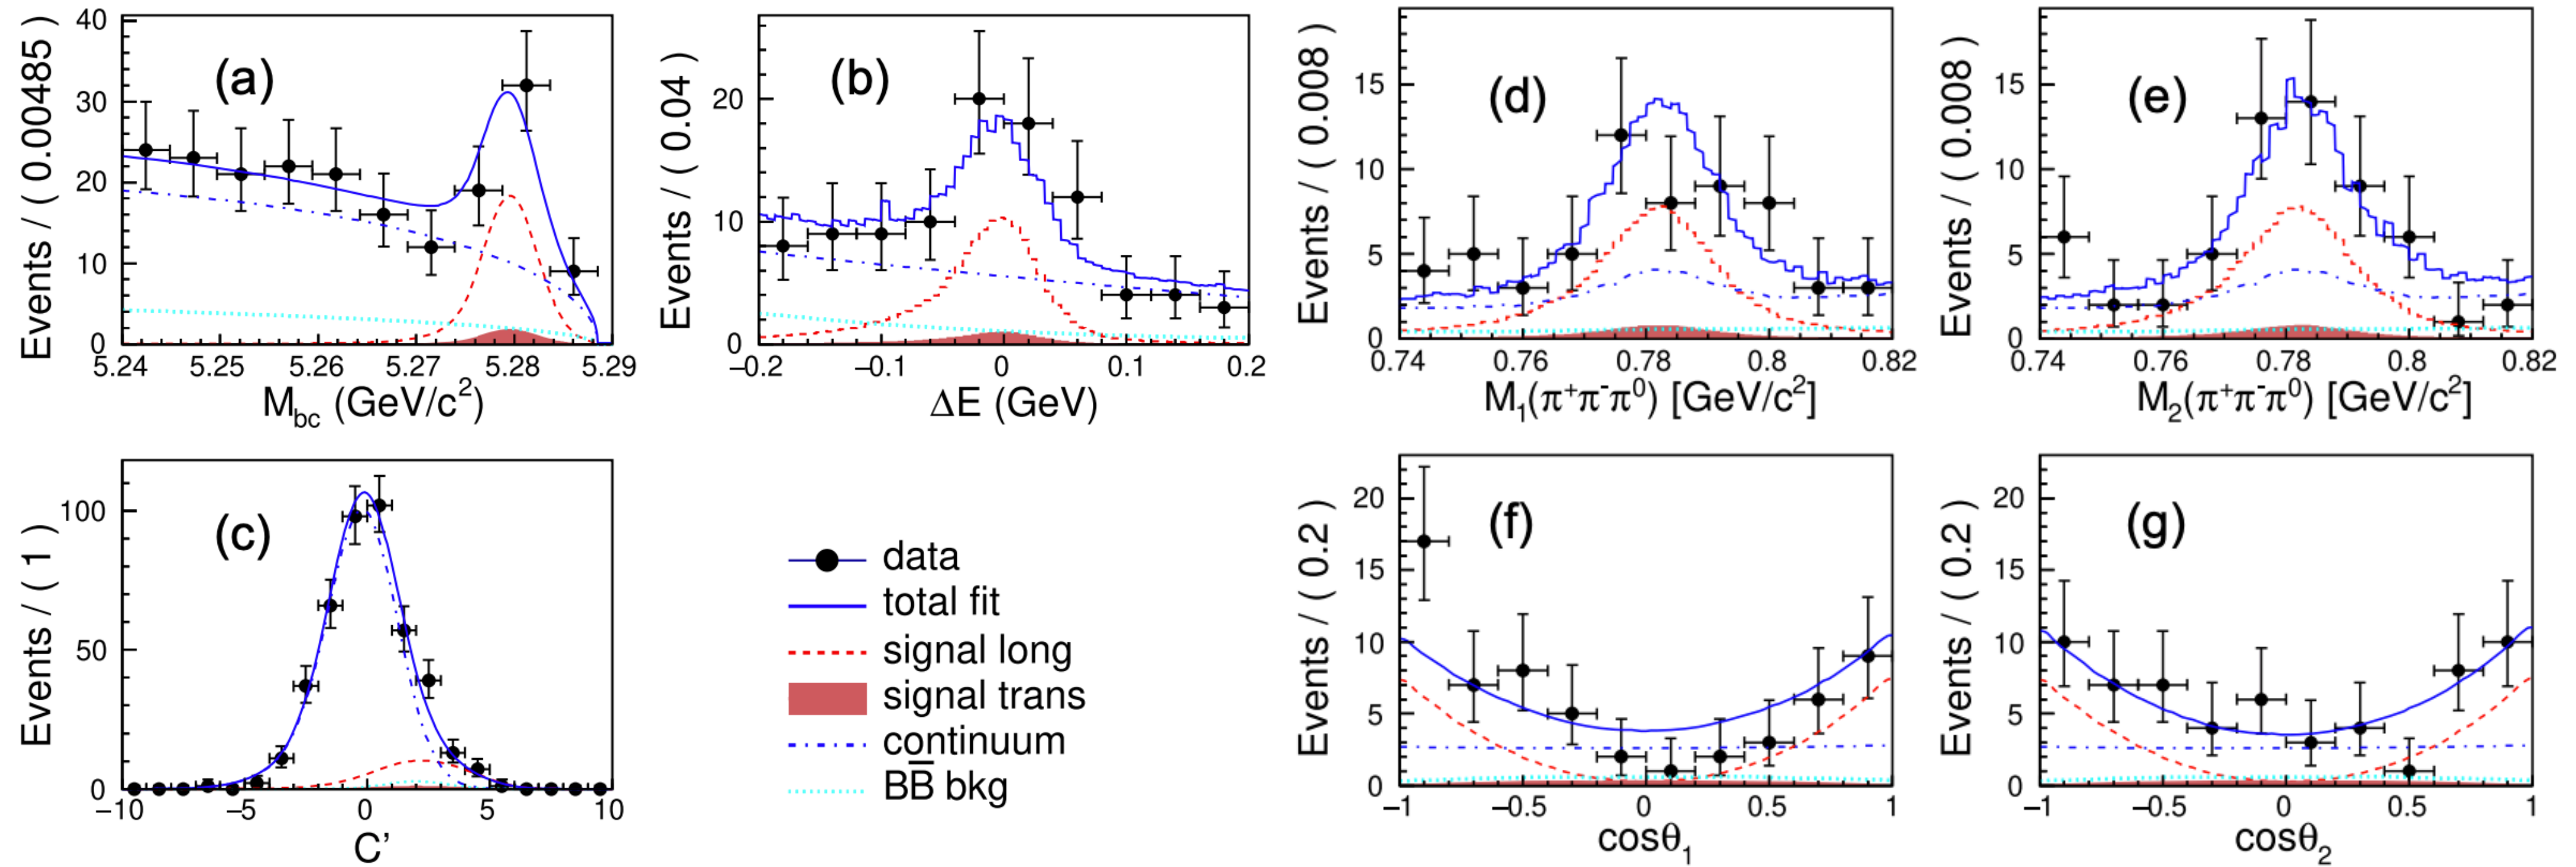 (a)
Events / ( 0.00485)
40
30
20
10
0
5.24 5.25 5.26 5.27 5.28 5.29
M_bc (GeV/c²)
(b)
Events / ( 0.04)
20
10
0
−0.2 −0.1 0 0.1 0.2
ΔE (GeV)
(d)
Events / ( 0.008 )
15
10
5
0
0.74 0.76 0.78 0.8 0.82
M₁(π⁺π⁻π⁰) [GeV/c²]
(e)
Events / ( 0.008 )
15
10
5
0
0.74 0.76 0.78 0.8 0.82
M₂(π⁺π⁻π⁰) [GeV/c²]
(c)
Events / ( 1 )
100
50
0
−10 −5 0 5 10
C’
data
total fit
signal long
signal trans
continuum
BB̅ bkg
(f)
Events / ( 0.2 )
20
15
10
5
0
−1 −0.5 0 0.5 1
cosθ₁
(g)
Events / ( 0.2 )
20
15
10
5
0
−1 −0.5 0 0.5 1
cosθ₂